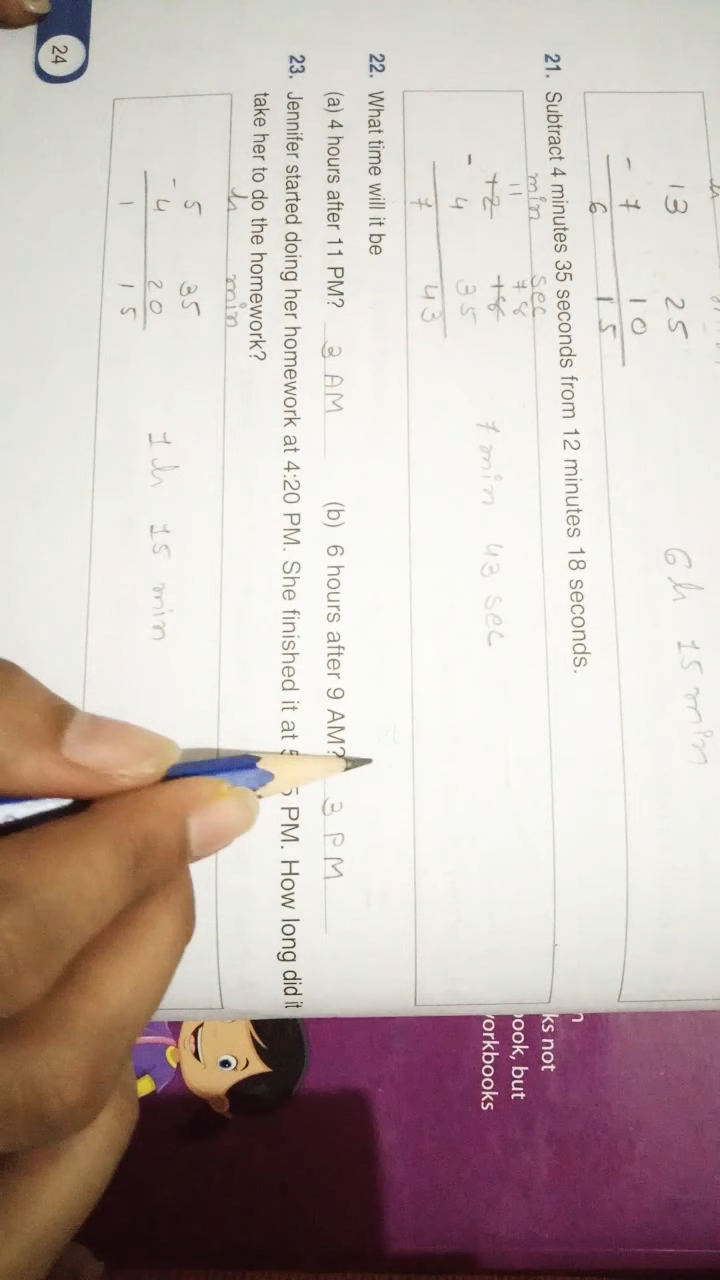 13 25
- 7 10
6 15
6h 15 min
21. Subtract 4 minutes 35 seconds from 12 minutes 18 seconds.
min sec
11 78
12 18
- 4 35
7 43
7 min 43 sec
22. What time will it be
(a) 4 hours after 11 PM? 3 AM (b) 6 hours after 9 AM? 3 PM
23. Jennifer started doing her homework at 4:20 PM. She finished it at 5 PM. How long did it
take her to do the homework?
h min
5 35
- 4 20
1 15
1h 15 min
24
ks not
ook, but
orkbooks